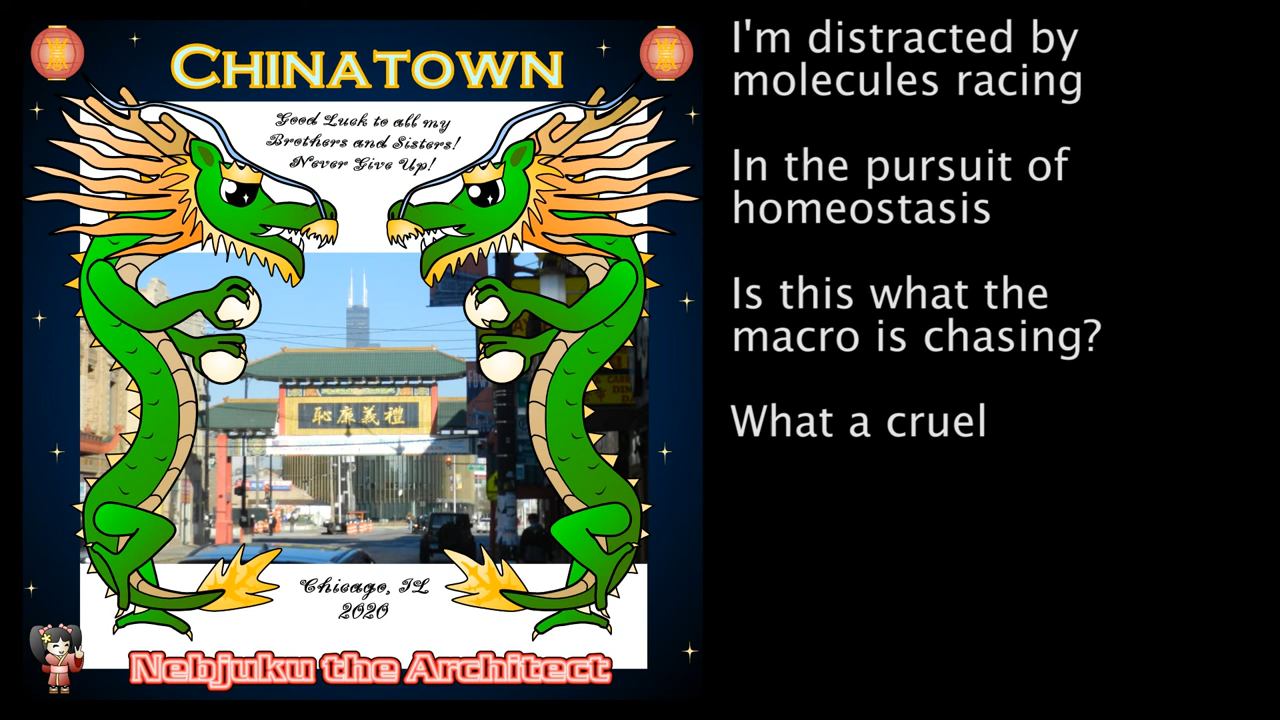 CHINATOWN
Good Luck to all my
Brothers and Sisters!
Never Give Up!
恥廉義禮
Chicago, IL
2020
Nebjuku the Architect
I'm distracted by
molecules racing
In the pursuit of
homeostasis
Is this what the
macro is chasing?
What a cruel